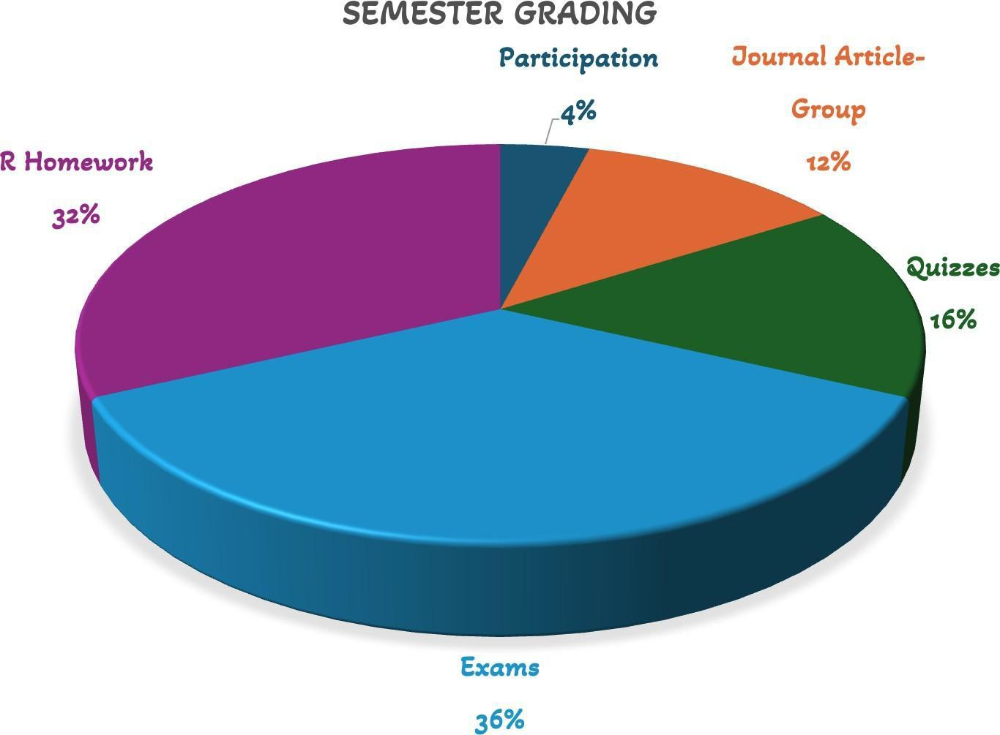 SEMESTER GRADING
Participation
4%
Journal Article-
Group
12%
R Homework
32%
Quizzes
16%
Exams
36%